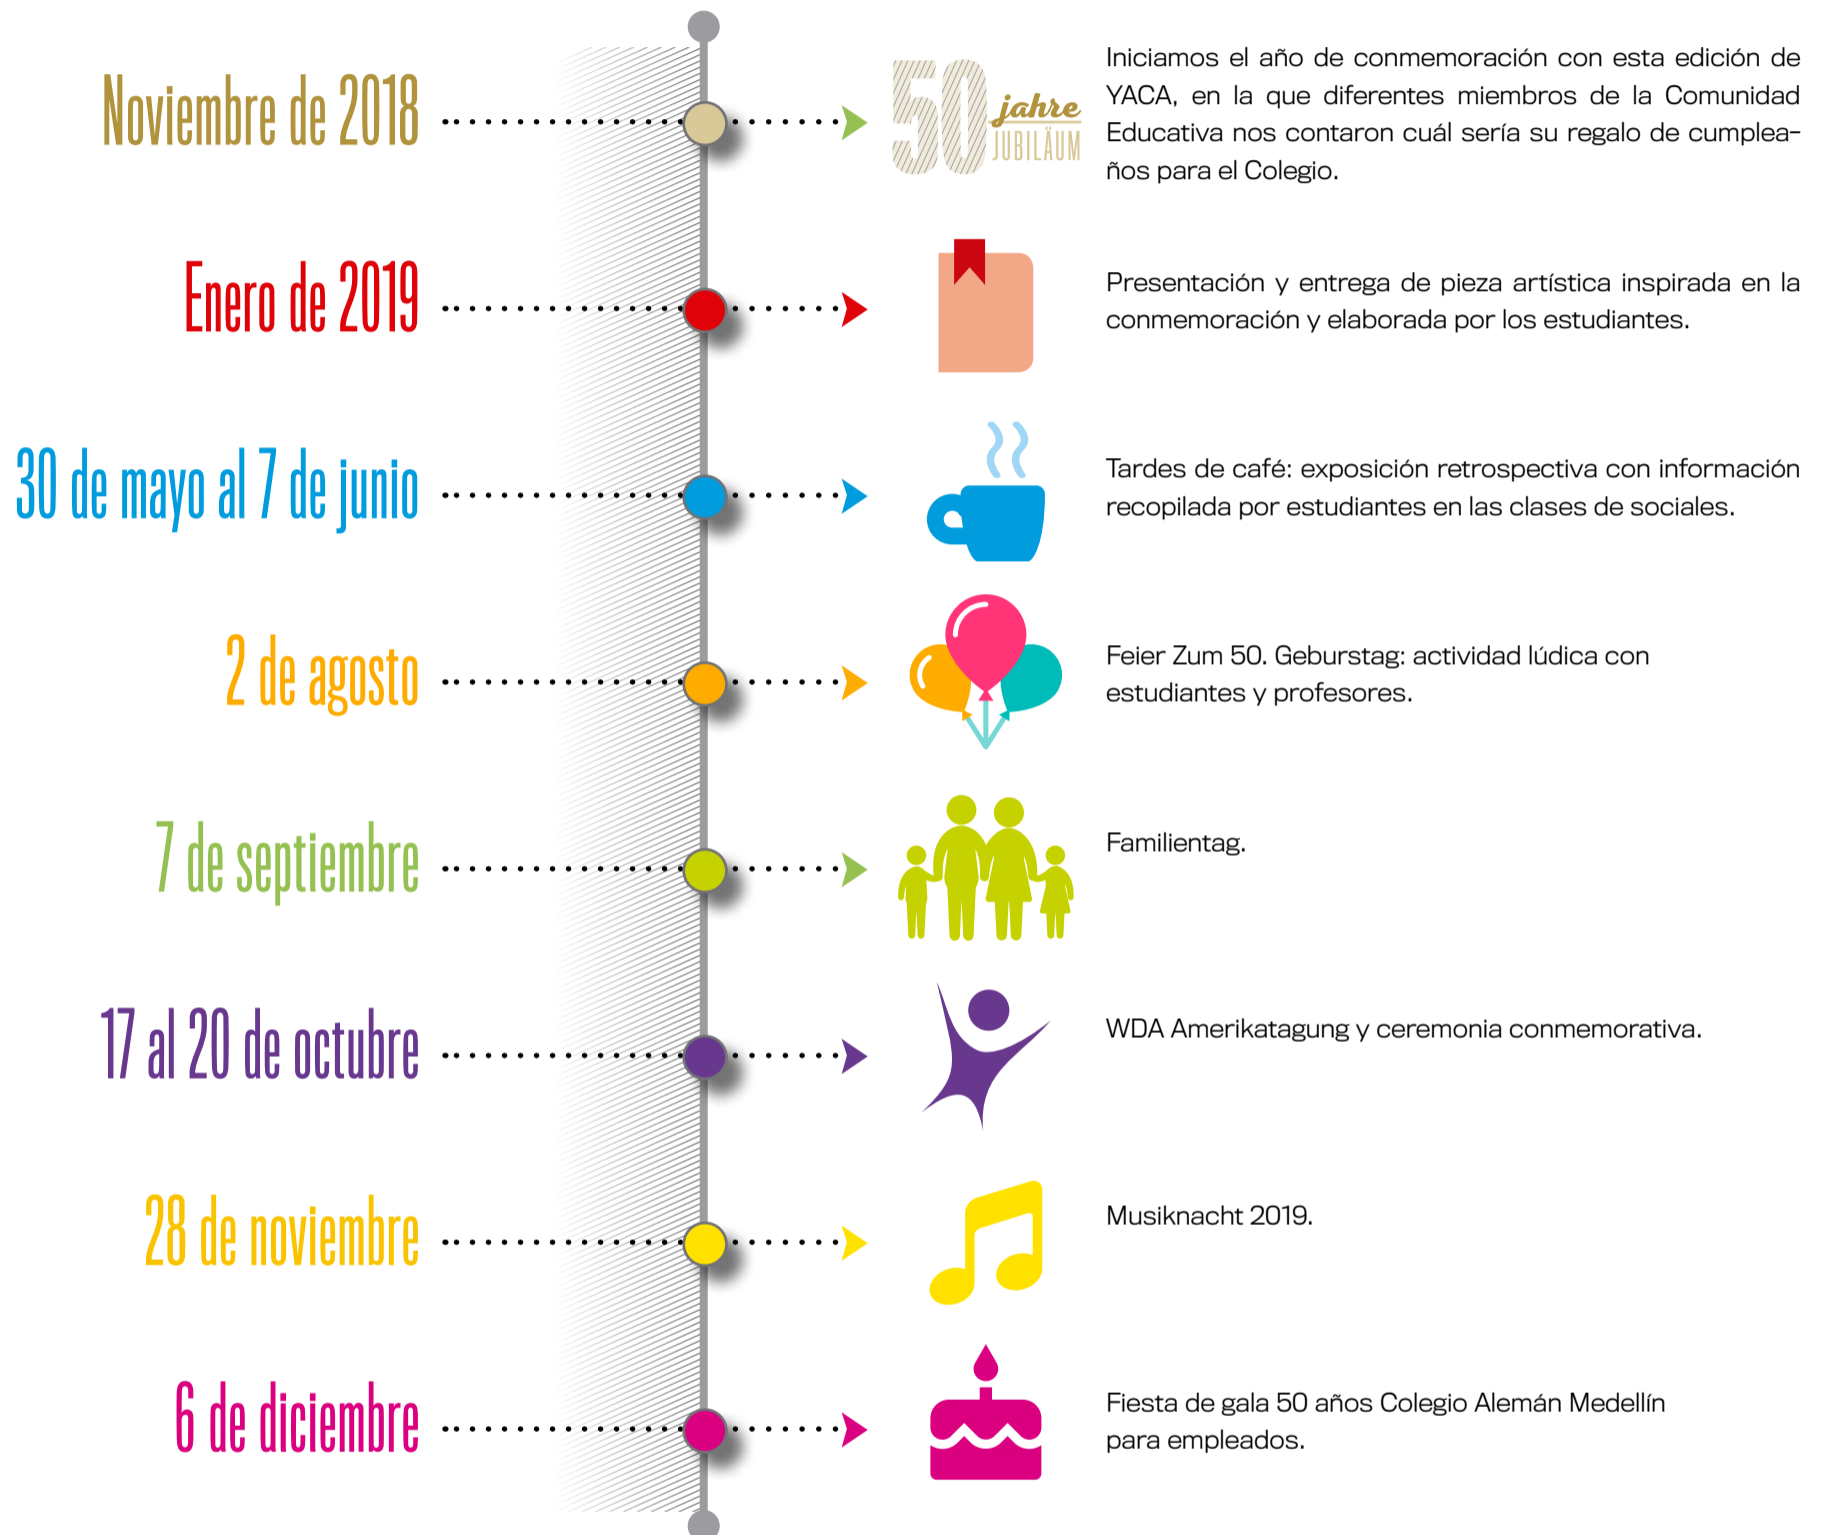 Noviembre de 2018
50 jahre
JUBILÄUM
Iniciamos el año de conmemoración con esta edición de
YACA, en la que diferentes miembros de la Comunidad
Educativa nos contaron cuál sería su regalo de cumplea-
ños para el Colegio.
Enero de 2019
Presentación y entrega de pieza artística inspirada en la
conmemoración y elaborada por los estudiantes.
30 de mayo al 7 de junio
Tardes de café: exposición retrospectiva con información
recopilada por estudiantes en las clases de sociales.
2 de agosto
Feier Zum 50. Geburstag: actividad lúdica con
estudiantes y profesores.
7 de septiembre
Familientag.
17 al 20 de octubre
WDA Amerikatagung y ceremonia conmemorativa.
28 de noviembre
Musiknacht 2019.
6 de diciembre
Fiesta de gala 50 años Colegio Alemán Medellín
para empleados.